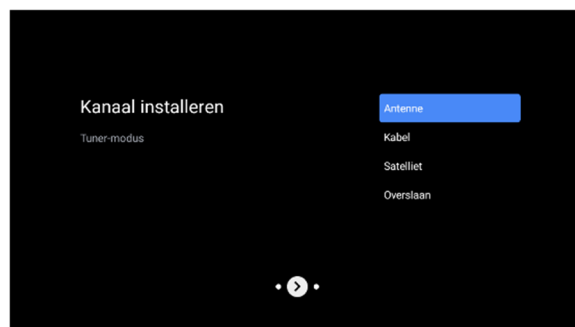 Kanaal installeren
Tuner-modus
Antenne
Kabel
Satelliet
Overslaan